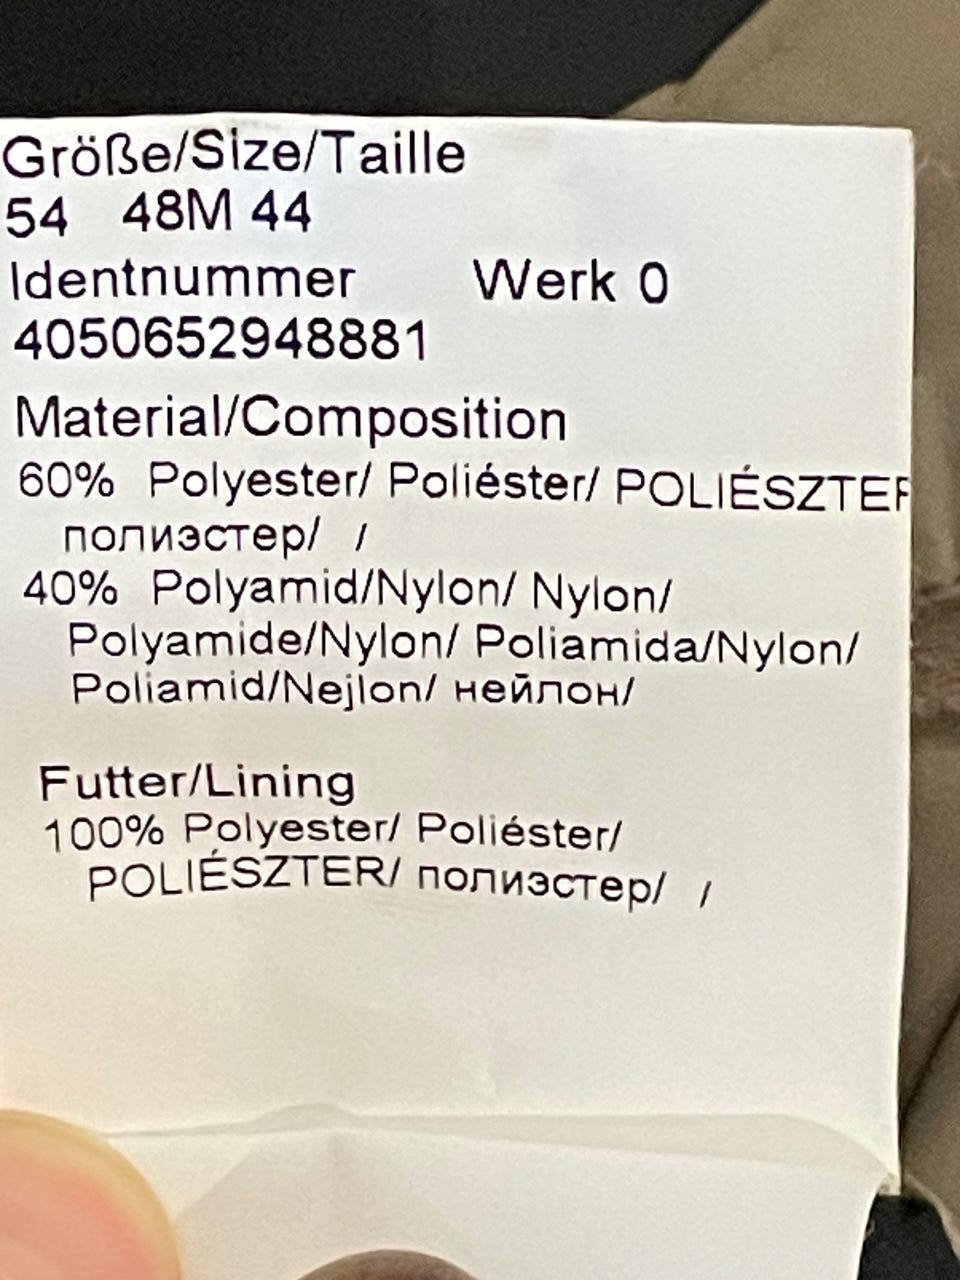 Größe/Size/Taille
54 48M 44
Identnummer Werk 0
4050652948881
Material/Composition
60% Polyester/ Poliéster/ POLIÉSZTER
полиэстер/ /
40% Polyamid/Nylon/ Nylon/
Polyamide/Nylon/ Poliamida/Nylon/
Poliamid/Nejlon/ нейлон/
Futter/Lining
100% Polyester/ Poliéster/
POLIÉSZTER/ полиэстер/ /